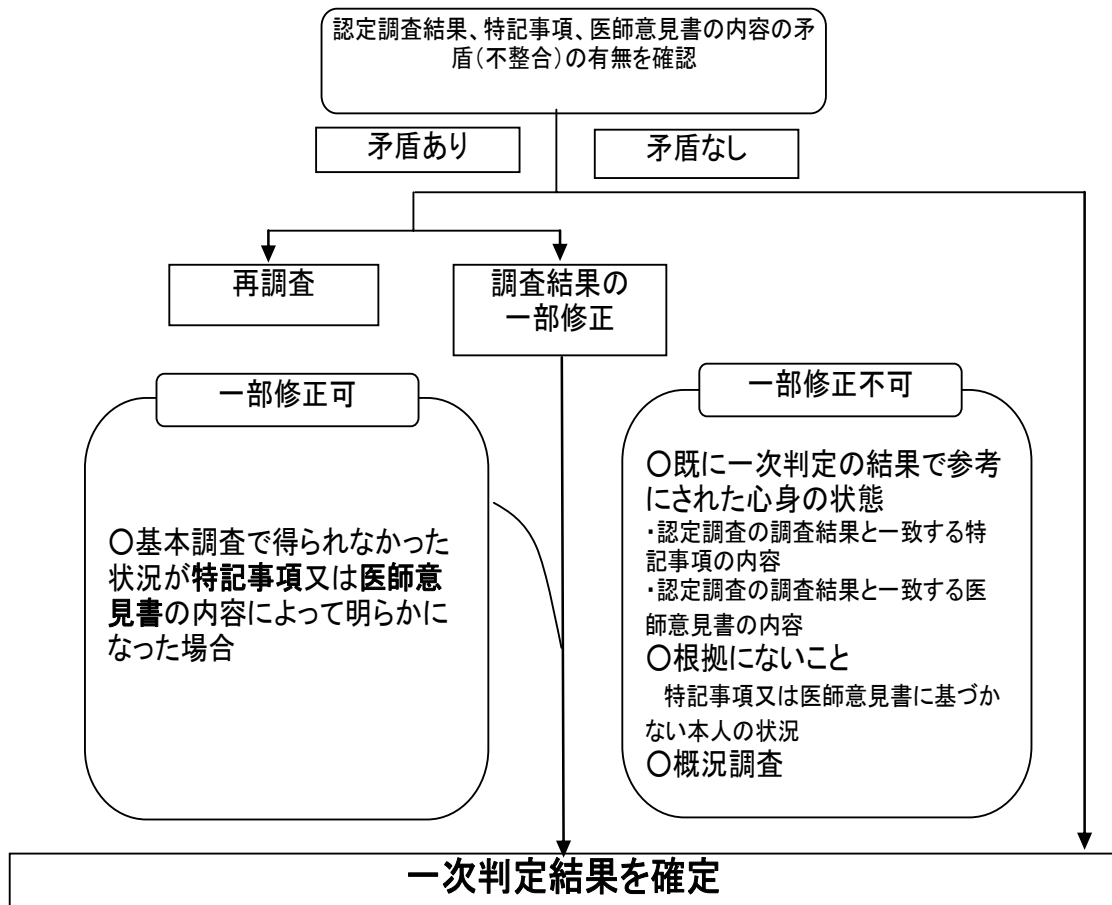 認定調査結果、特記事項、医師意見書の内容の矛
盾(不整合)の有無を確認
矛盾あり
矛盾なし
再調査
調査結果の
一部修正
一部修正可
〇基本調査で得られなかった
状況が特記事項又は医師意
見書の内容によって明らかに
なった場合
一部修正不可
〇既に一次判定の結果で参考
にされた心身の状態
・認定調査の調査結果と一致する特
記事項の内容
・認定調査の調査結果と一致する医
師意見書の内容
〇根拠にないこと
特記事項又は医師意見書に基づか
ない本人の状況
〇概況調査
一次判定結果を確定